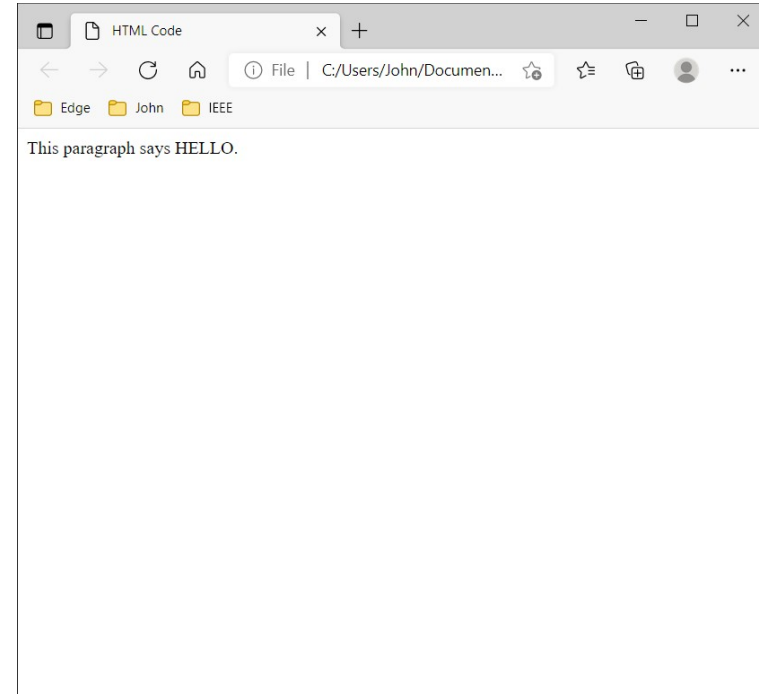 HTML Code
File | C:/Users/John/Documen...
Edge John IEEE
This paragraph says HELLO.